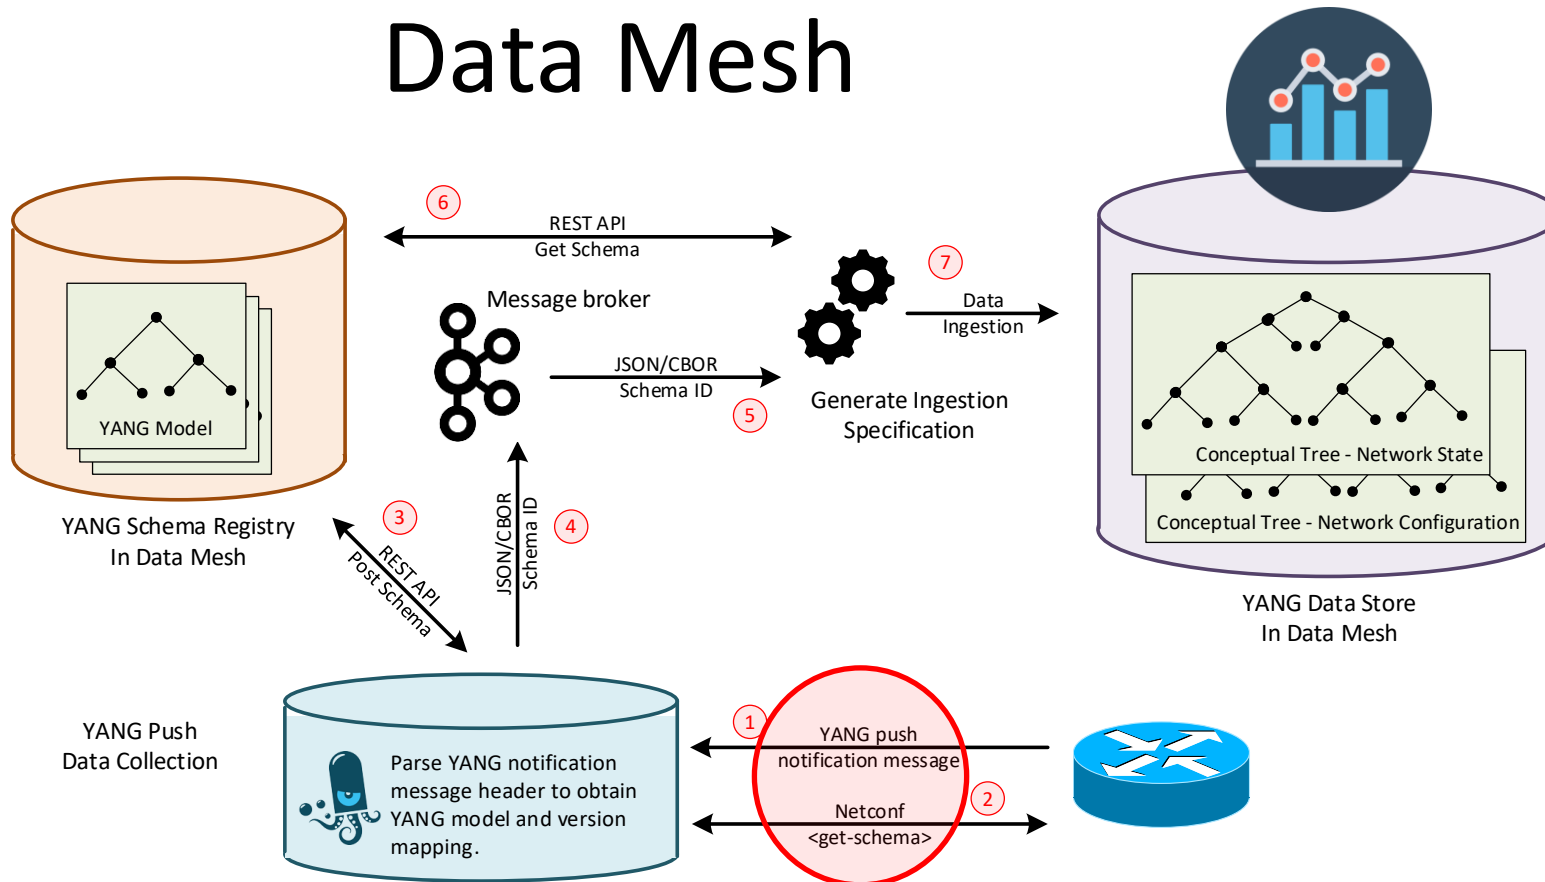 Data Mesh
6
REST API
Get Schema
7
Data
Ingestion
Message broker
JSON/CBOR
Schema ID
5
Generate Ingestion
Specification
YANG Model
YANG Schema Registry
In Data Mesh
Conceptual Tree - Network State
Conceptual Tree - Network Configuration
YANG Data Store
In Data Mesh
3
REST API
Post Schema
4
JSON/CBOR
Schema ID
YANG Push
Data Collection
Parse YANG notification
message header to obtain
YANG model and version
mapping.
1
YANG push
notification message
2
Netconf
<get-schema>